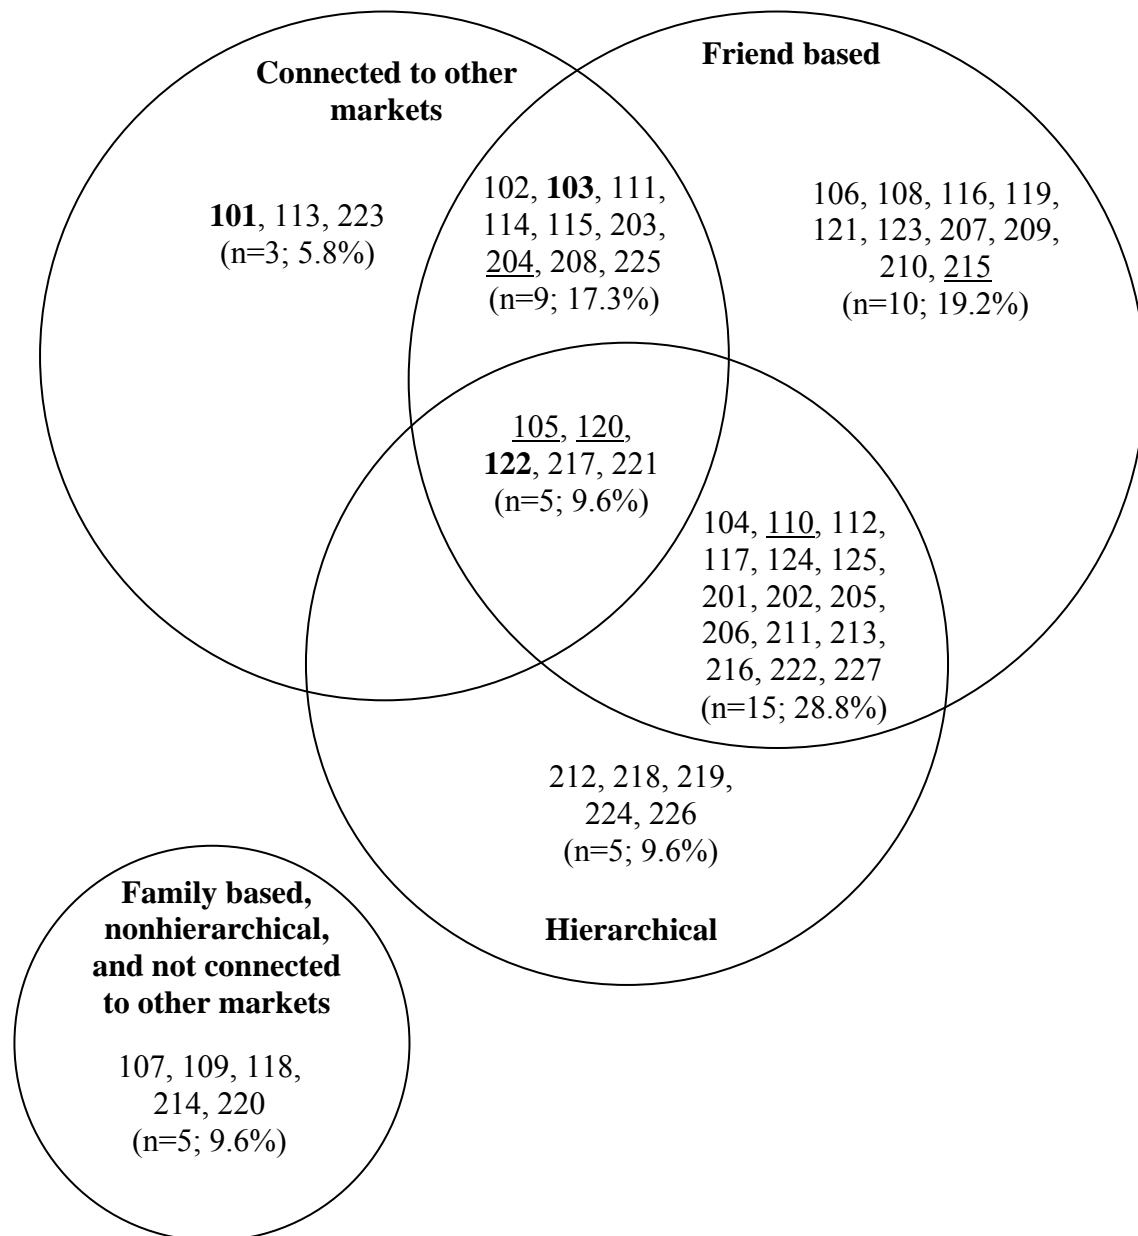 Connected to other
markets
Friend based
101, 113, 223
(n=3; 5.8%)
102, 103, 111,
114, 115, 203,
204, 208, 225
(n=9; 17.3%)
106, 108, 116, 119,
121, 123, 207, 209,
210, 215
(n=10; 19.2%)
105, 120,
122, 217, 221
(n=5; 9.6%)
104, 110, 112,
117, 124, 125,
201, 202, 205,
206, 211, 213,
216, 222, 227
(n=15; 28.8%)
212, 218, 219,
224, 226
(n=5; 9.6%)
Hierarchical
Family based,
nonhierarchical,
and not connected
to other markets
107, 109, 118,
214, 220
(n=5; 9.6%)